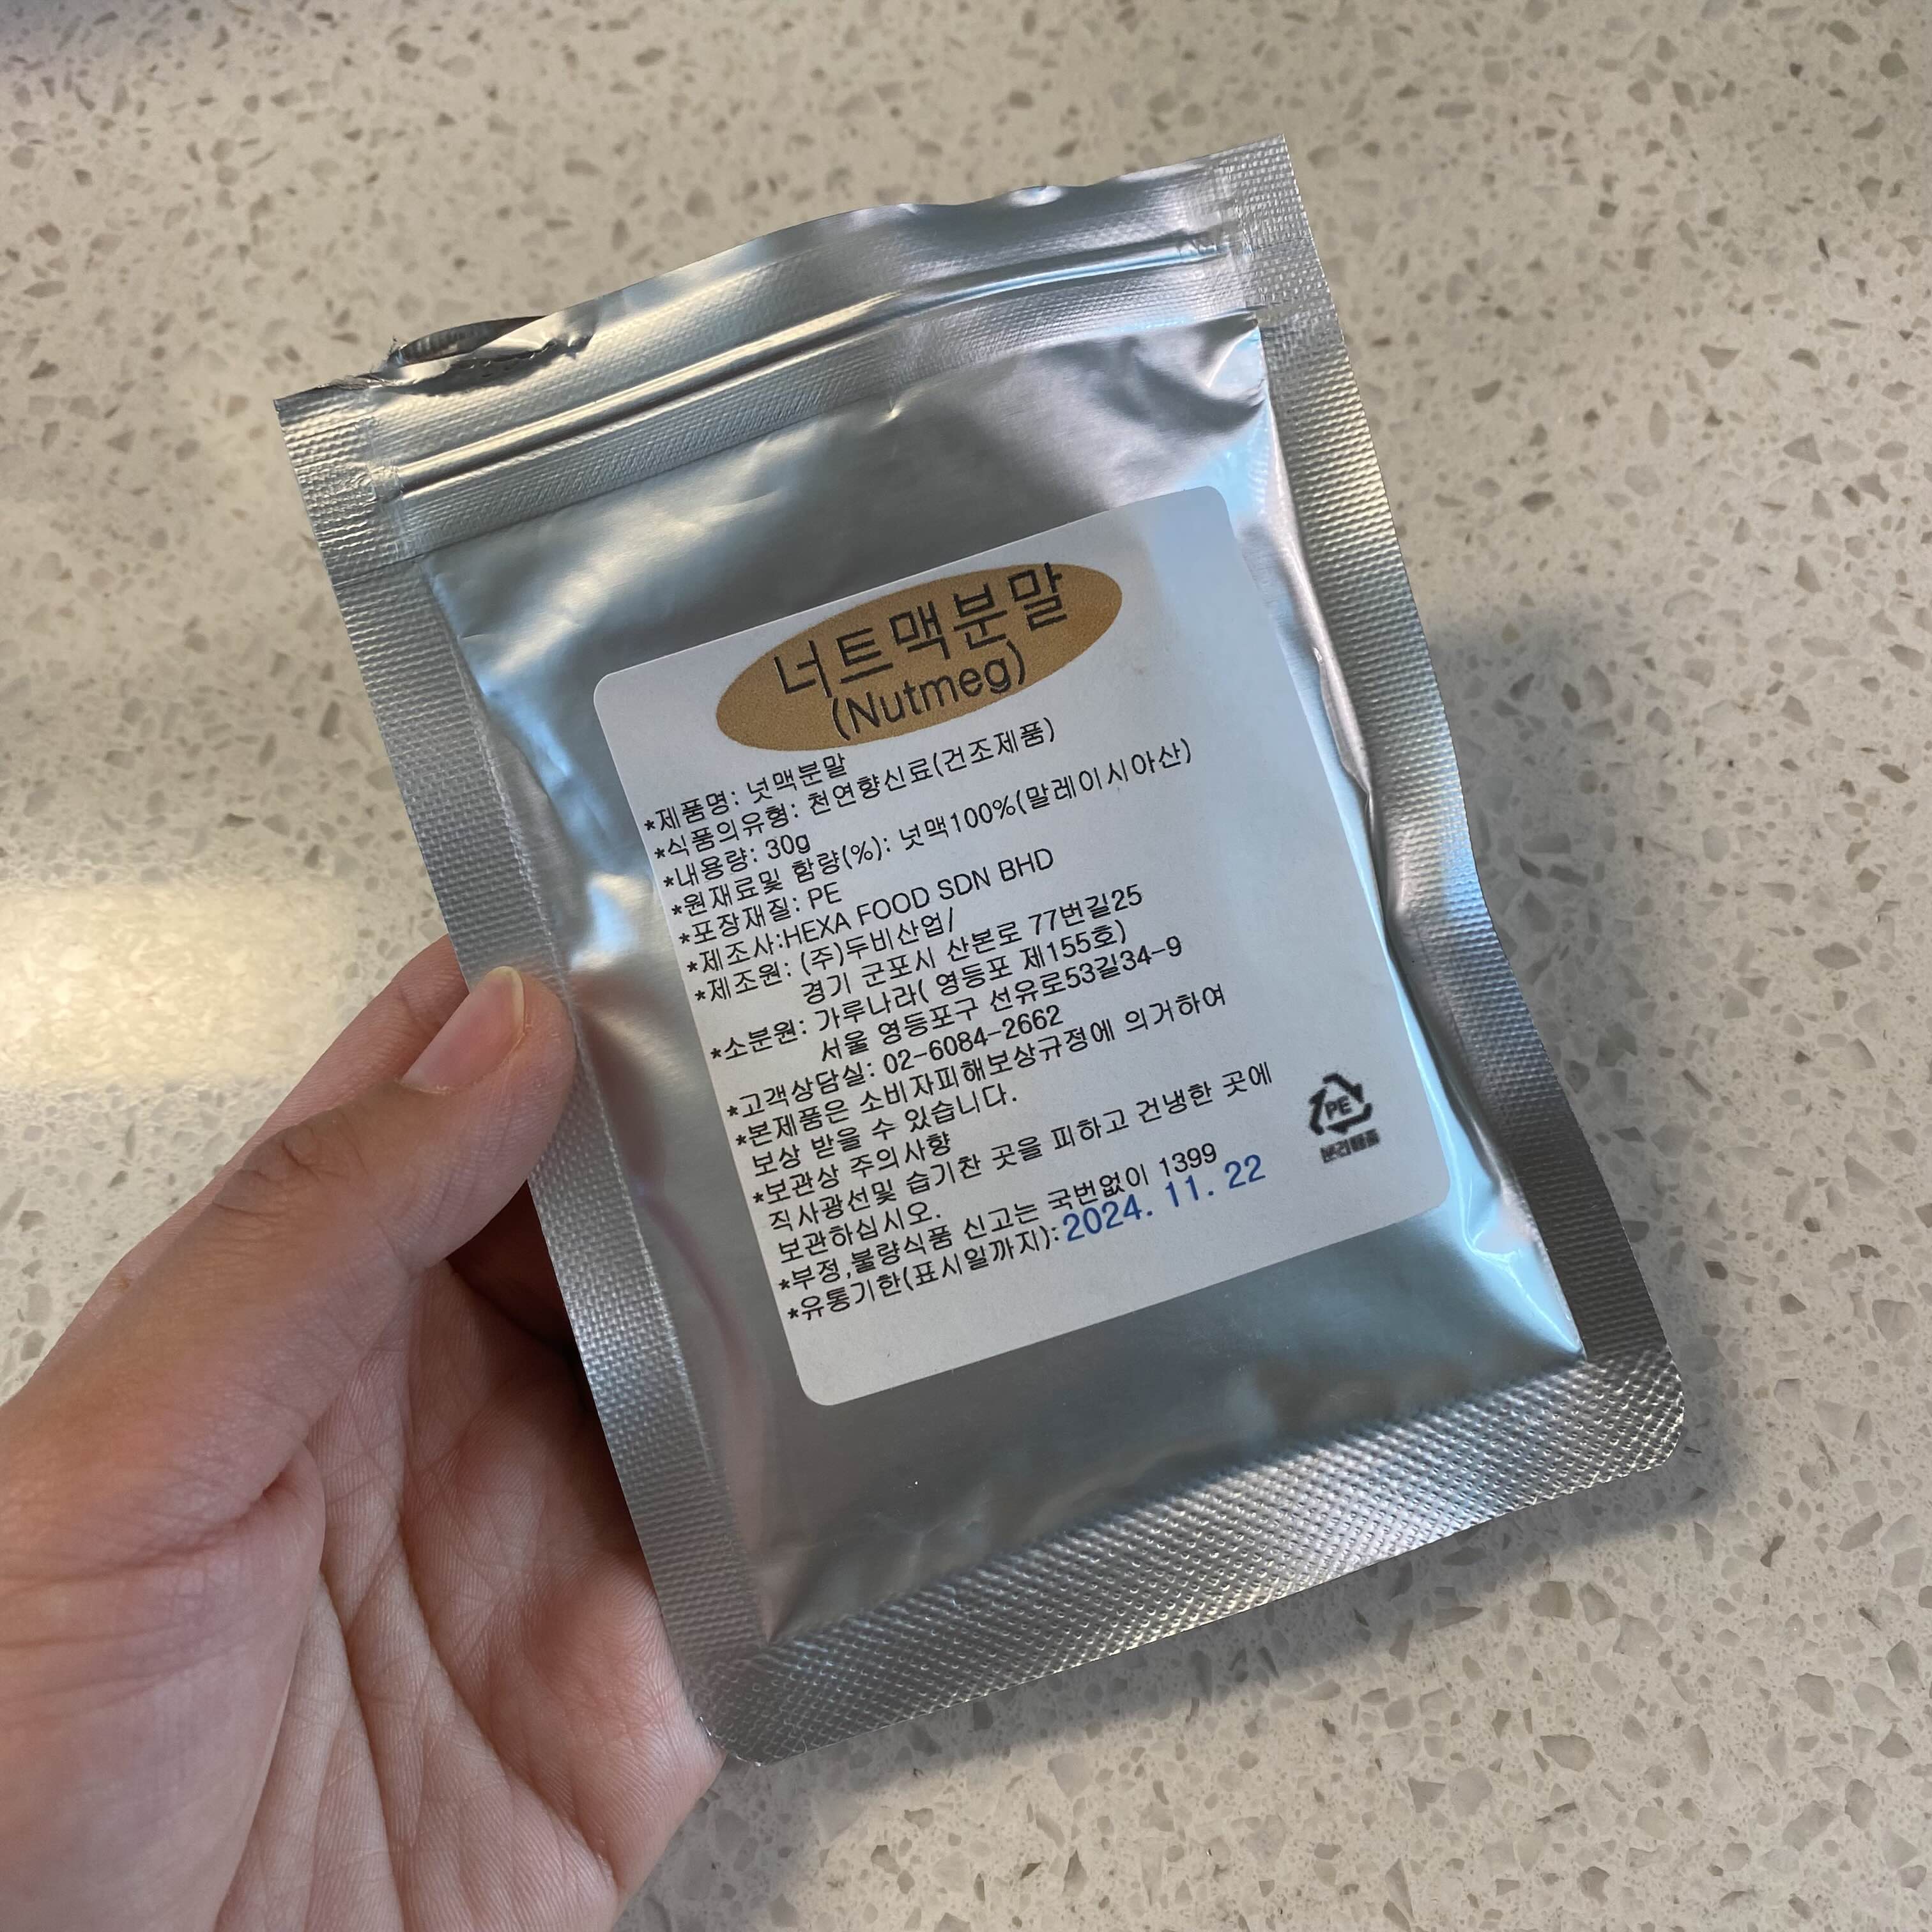 너트맥분말
(Nutmeg)
*제품명: 넛맥분말
*식품의유형: 천연향신료(건조제품)
*내용량: 30g
*원재료및 함량(%): 넛맥100%(말레이시아산)
*포장재질: PE
*제조사:HEXA FOOD SDN BHD
*제조원: (주)두비산업/
경기 군포시 산본로 77번길25
*소분원: 가루나라( 영등포 제155호)
서울 영등포구 선유로53길34-9
*고객상담실: 02-6084-2662
*본제품은 소비자피해보상규정에 의거하여
보상 받을 수 있습니다.
*보관상 주의사항
직사광선및 습기찬 곳을 피하고 건냉한 곳에
보관하십시오.
*부정,불량식품 신고는 국번없이 1399
*유통기한(표시일까지): 2024. 11. 22
PE